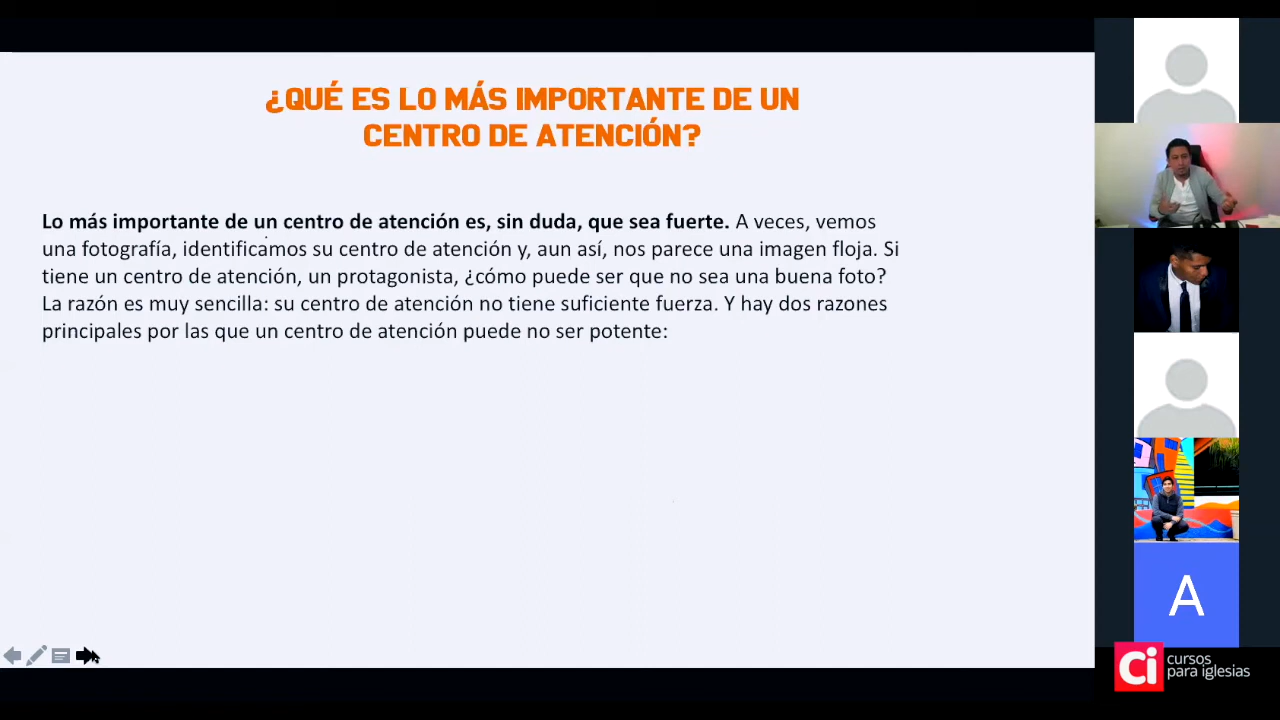 ¿QUÉ ES LO MÁS IMPORTANTE DE UN
CENTRO DE ATENCIÓN?
Lo más importante de un centro de atención es, sin duda, que sea fuerte. A veces, vemos
una fotografía, identificamos su centro de atención y, aun así, nos parece una imagen floja. Si
tiene un centro de atención, un protagonista, ¿cómo puede ser que no sea una buena foto?
La razón es muy sencilla: su centro de atención no tiene suficiente fuerza. Y hay dos razones
principales por las que un centro de atención puede no ser potente:
A
Ci
cursos
para iglesias